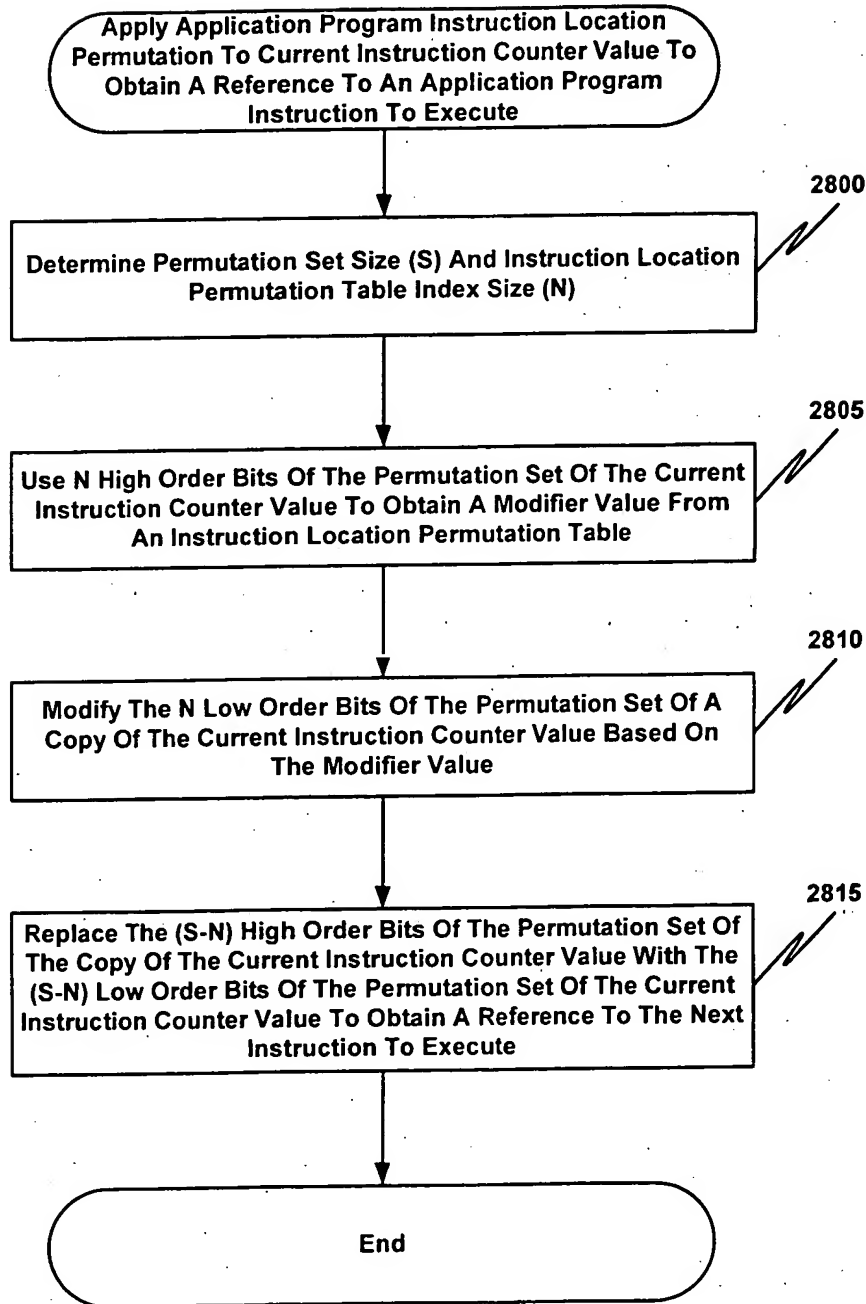 Apply Application Program Instruction Location
Permutation To Current Instruction Counter Value To
Obtain A Reference To An Application Program
Instruction To Execute
2800
Determine Permutation Set Size (S) And Instruction Location
Permutation Table Index Size (N)
2805
Use N High Order Bits Of The Permutation Set Of The Current
Instruction Counter Value To Obtain A Modifier Value From
An Instruction Location Permutation Table
2810
Modify The N Low Order Bits Of The Permutation Set Of A
Copy Of The Current Instruction Counter Value Based On
The Modifier Value
2815
Replace The (S-N) High Order Bits Of The Permutation Set Of
The Copy Of The Current Instruction Counter Value With The
(S-N) Low Order Bits Of The Permutation Set Of The Current
Instruction Counter Value To Obtain A Reference To The Next
Instruction To Execute
End